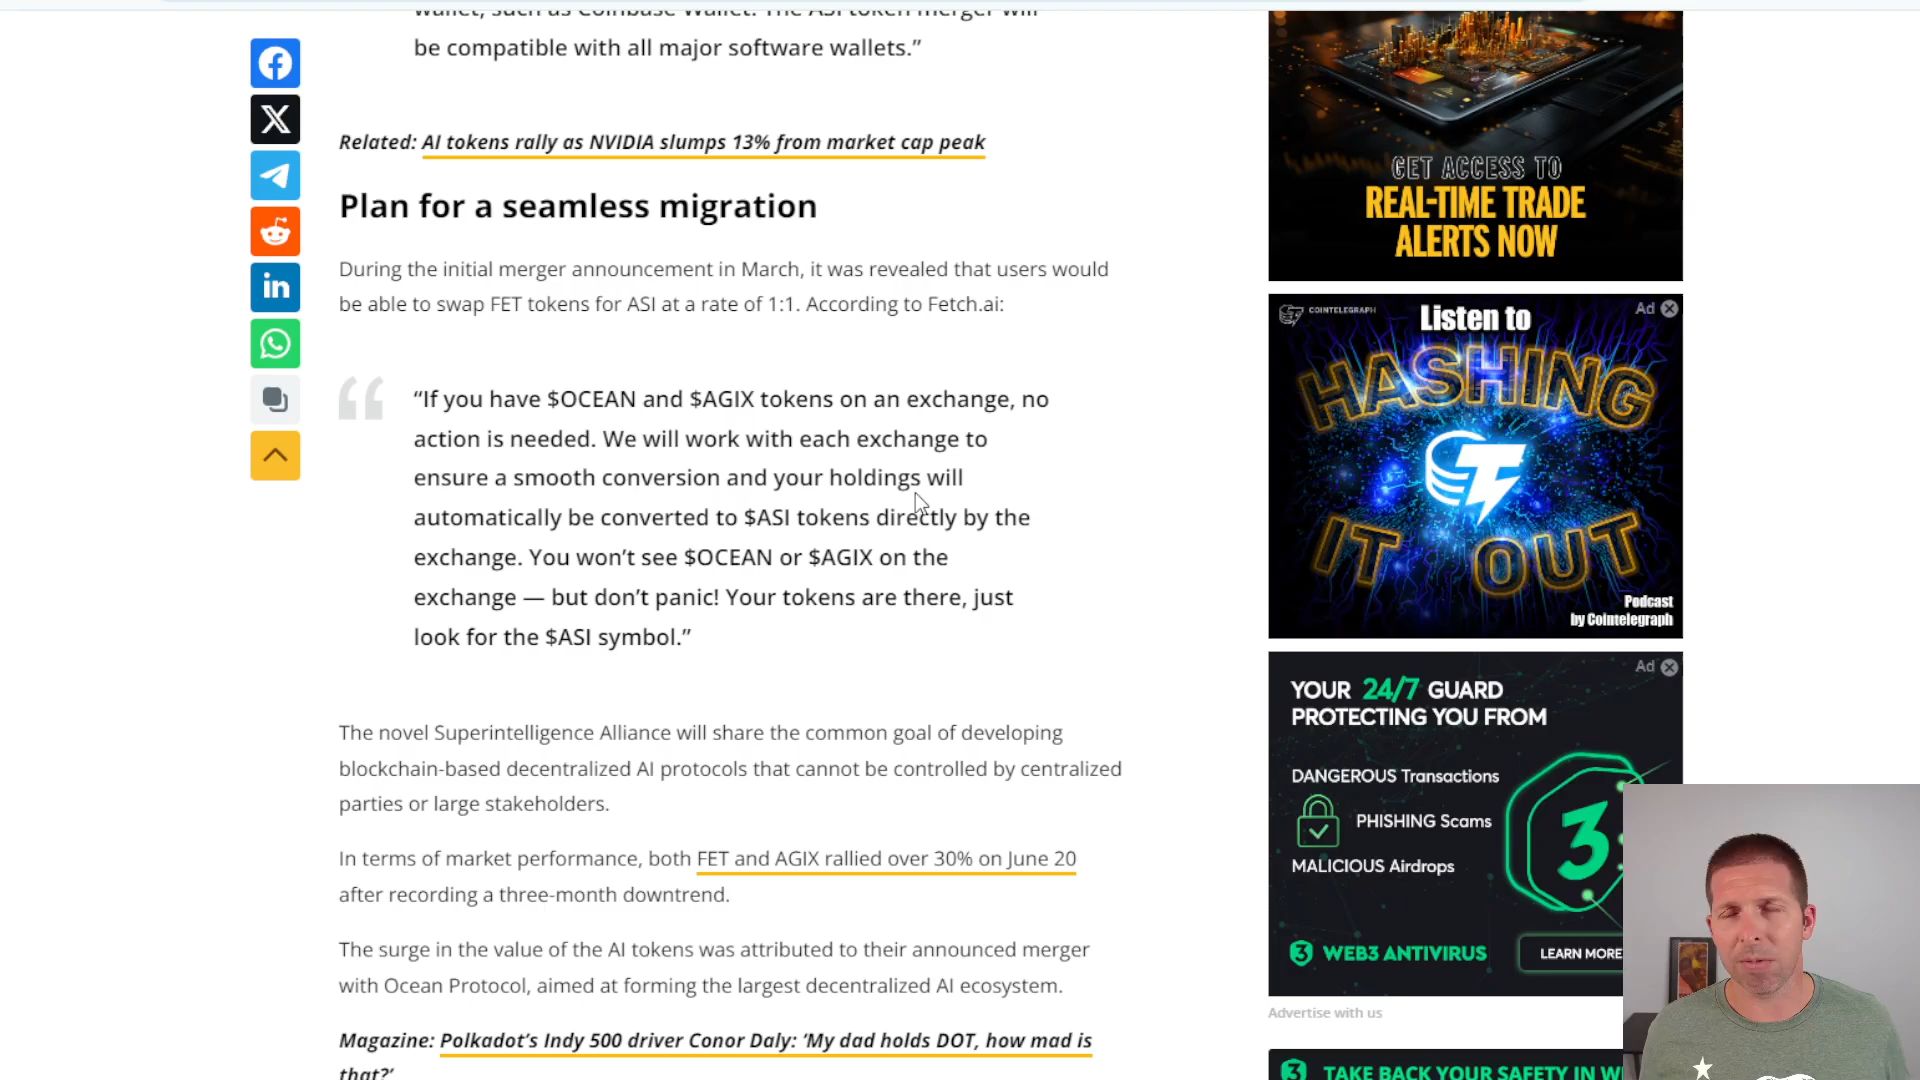 wallet, such as Coinbase Wallet. The ASI token merger will
be compatible with all major software wallets.”
Related: AI tokens rally as NVIDIA slumps 13% from market cap peak
Plan for a seamless migration
During the initial merger announcement in March, it was revealed that users would
be able to swap FET tokens for ASI at a rate of 1:1. According to Fetch.ai:
“If you have $OCEAN and $AGIX tokens on an exchange, no
action is needed. We will work with each exchange to
ensure a smooth conversion and your holdings will
automatically be converted to $ASI tokens directly by the
exchange. You won’t see $OCEAN or $AGIX on the
exchange — but don’t panic! Your tokens are there, just
look for the $ASI symbol.”
The novel Superintelligence Alliance will share the common goal of developing
blockchain-based decentralized AI protocols that cannot be controlled by centralized
parties or large stakeholders.
In terms of market performance, both FET and AGIX rallied over 30% on June 20
after recording a three-month downtrend.
The surge in the value of the AI tokens was attributed to their announced merger
with Ocean Protocol, aimed at forming the largest decentralized AI ecosystem.
Magazine: Polkadot’s Indy 500 driver Conor Daly: ‘My dad holds DOT, how mad is
that?’
GET ACCESS TO
REAL-TIME TRADE
ALERTS NOW
COINTELEGRAPH
Ad
Listen to
HASHING
IT OUT
Podcast
by Cointelegraph
Ad
YOUR 24/7 GUARD
PROTECTING YOU FROM
DANGEROUS Transactions
PHISHING Scams
MALICIOUS Airdrops
3
WEB3 ANTIVIRUS
LEARN MORE
Advertise with us
TAKE BACK YOUR SAFETY IN